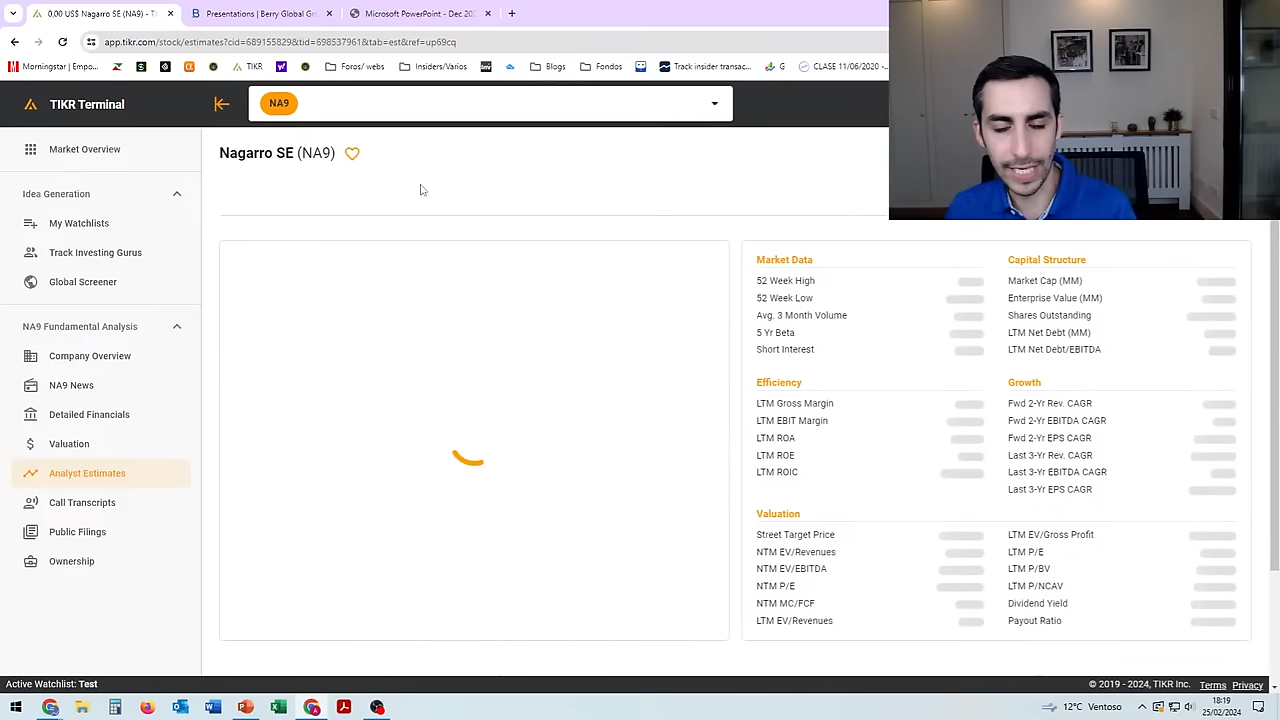 0,00 US$ Nagarro SE (NA9) - T
Presentations | Berry Global Gr
Microsoft PowerPoint - Dec 202
app.tikr.com/stock/estimates?cid=689155829&tid=698537961&tab=est&ref=up69cq
Morningstar | Empo...
TIKR
Foros/ webs
Insiders/Varios
Blogs
Fondos
Track insider transac...
G
CLASE 11/06/2020 -...
TIKR Terminal
NA9
Market Overview
Idea Generation
My Watchlists
Track Investing Gurus
Global Screener
NA9 Fundamental Analysis
Company Overview
NA9 News
Detailed Financials
Valuation
Analyst Estimates
Call Transcripts
Public Filings
Ownership
Nagarro SE (NA9)
Market Data
52 Week High
52 Week Low
Avg. 3 Month Volume
5 Yr Beta
Short Interest
Capital Structure
Market Cap (MM)
Enterprise Value (MM)
Shares Outstanding
LTM Net Debt (MM)
LTM Net Debt/EBITDA
Efficiency
LTM Gross Margin
LTM EBIT Margin
LTM ROA
LTM ROE
LTM ROIC
Growth
Fwd 2-Yr Rev. CAGR
Fwd 2-Yr EBITDA CAGR
Fwd 2-Yr EPS CAGR
Last 3-Yr Rev. CAGR
Last 3-Yr EBITDA CAGR
Last 3-Yr EPS CAGR
Valuation
Street Target Price
NTM EV/Revenues
NTM EV/EBITDA
NTM P/E
NTM MC/FCF
LTM EV/Revenues
LTM EV/Gross Profit
LTM P/E
LTM P/BV
LTM P/NCAV
Dividend Yield
Payout Ratio
Active Watchlist: Test
© 2019 - 2024, TIKR Inc.
Terms
Privacy
12°C Ventoso
18:19
25/02/2024